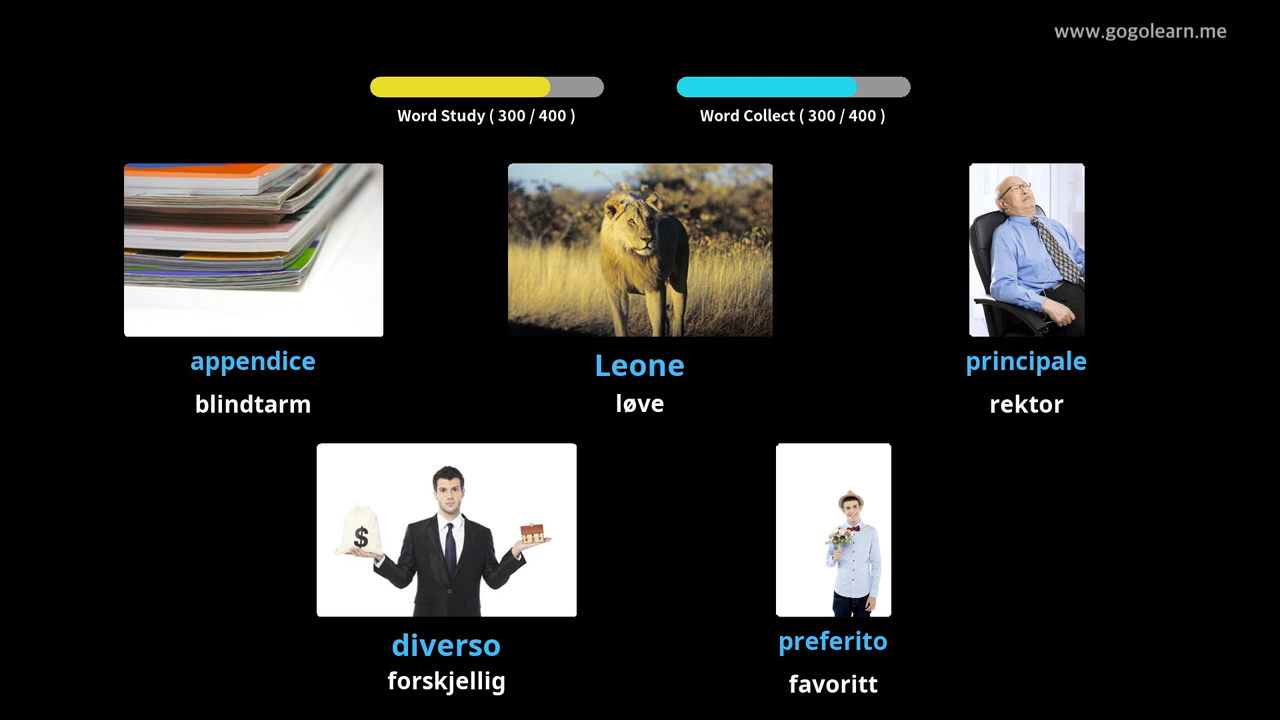 www.gogolearn.me
Word Study ( 300 / 400 )
Word Collect ( 300 / 400 )
appendice
blindtarm
Leone
løve
principale
rektor
$
diverso
forskjellig
preferito
favoritt